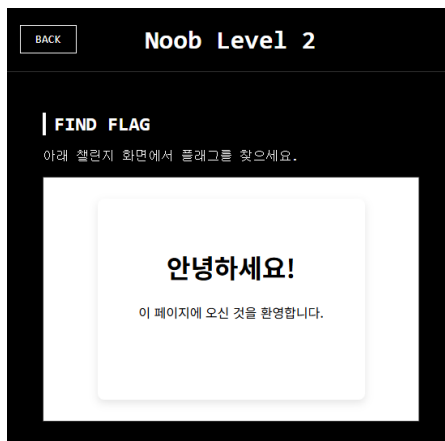 BACK
Noob Level 2
FIND FLAG
아래 챌린지 화면에서 플래그를 찾으세요.
안녕하세요!
이 페이지에 오신 것을 환영합니다.